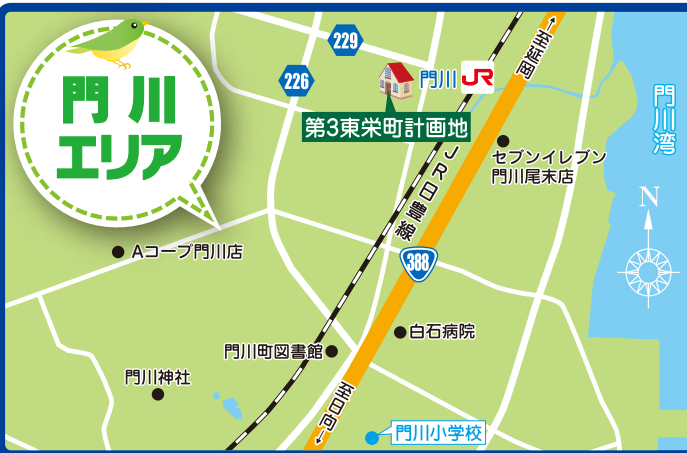 門川
エリア
229
226
門川 JR
第3東栄町計画地
至延岡
門川湾
セブンイレブン
門川尾末店
N
JR日豊線
Aコープ門川店
388
白石病院
門川町図書館
門川神社
至日向
門川小学校